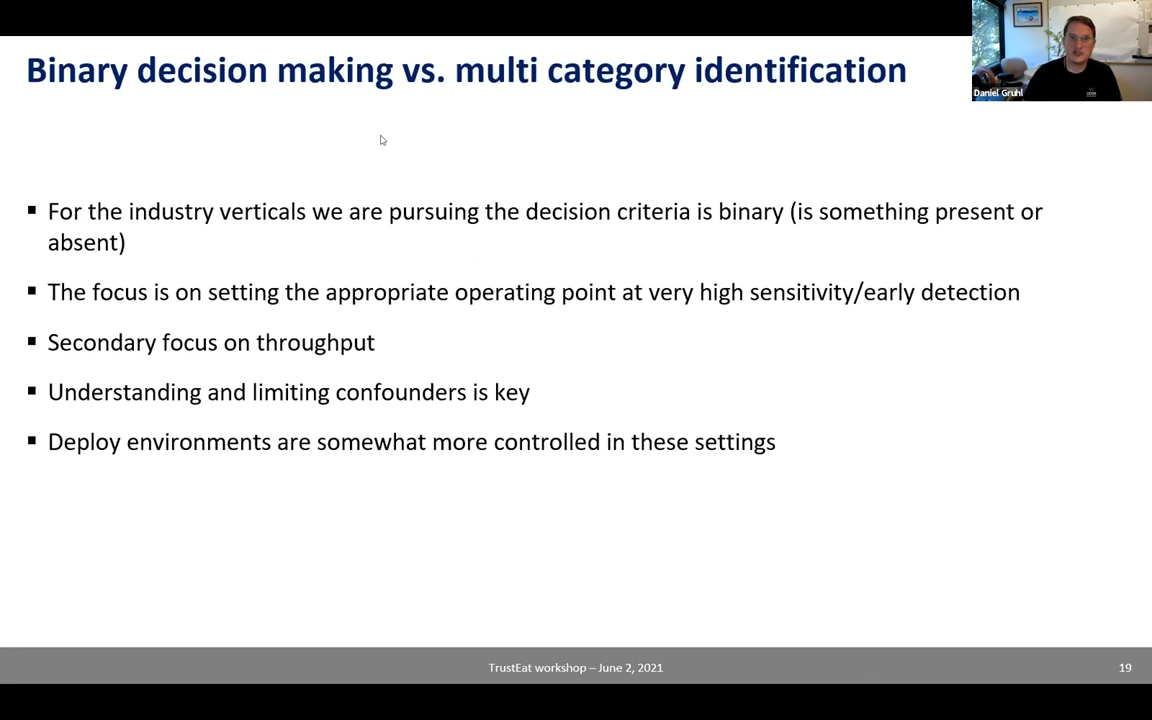 Binary decision making vs. multi category identification
Daniel Gruhl
▪ For the industry verticals we are pursuing the decision criteria is binary (is something present or
absent)
▪ The focus is on setting the appropriate operating point at very high sensitivity/early detection
▪ Secondary focus on throughput
▪ Understanding and limiting confounders is key
▪ Deploy environments are somewhat more controlled in these settings
TrustEat workshop – June 2, 2021
19